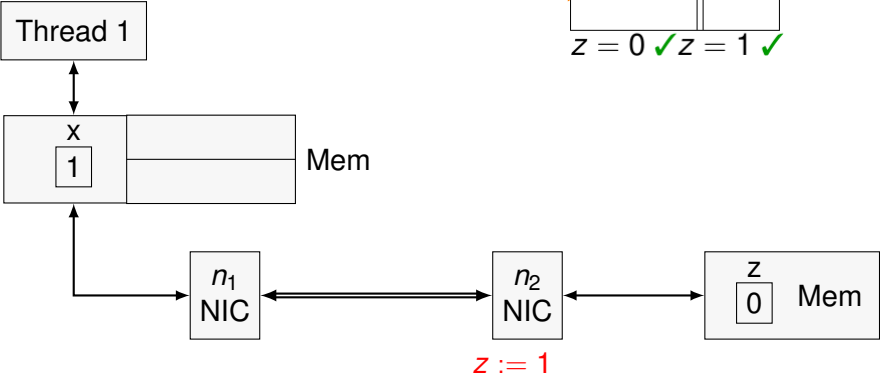 Thread 1
z = 0 ✓ z = 1 ✓
x
1
Mem
n₁
NIC
n₂
NIC
z
0
Mem
z := 1